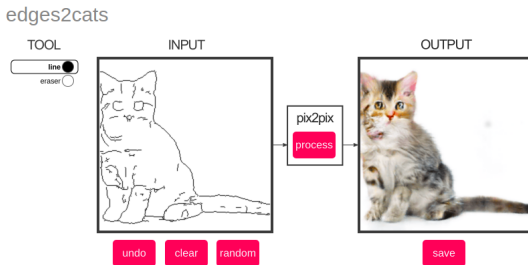 edges2cats
TOOL
INPUT
OUTPUT
line
eraser
pix2pix
process
undo
clear
random
save